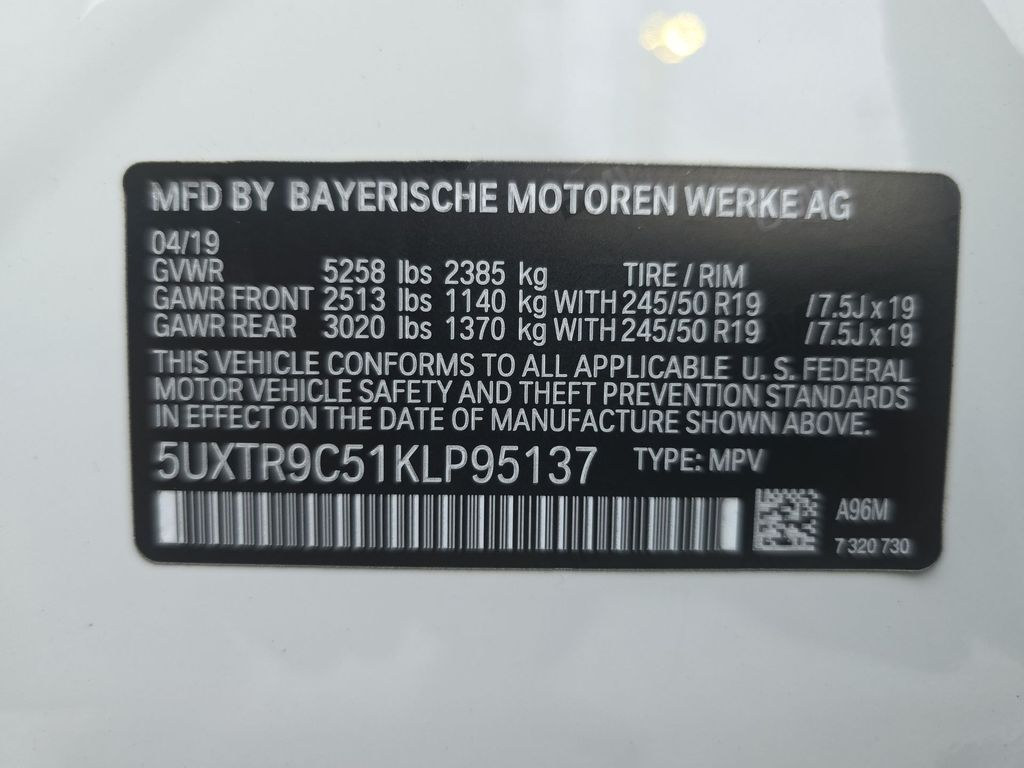 MFD BY BAYERISCHE MOTOREN WERKE AG
04/19
GVWR 5258 lbs 2385 kg TIRE / RIM
GAWR FRONT 2513 lbs 1140 kg WITH 245/50 R19 /7.5J x 19
GAWR REAR 3020 lbs 1370 kg WITH 245/50 R19 /7.5J x 19
THIS VEHICLE CONFORMS TO ALL APPLICABLE U. S. FEDERAL
MOTOR VEHICLE SAFETY AND THEFT PREVENTION STANDARDS
IN EFFECT ON THE DATE OF MANUFACTURE SHOWN ABOVE.
5UXTR9C51KLP95137 TYPE: MPV
A96M
7 320 730